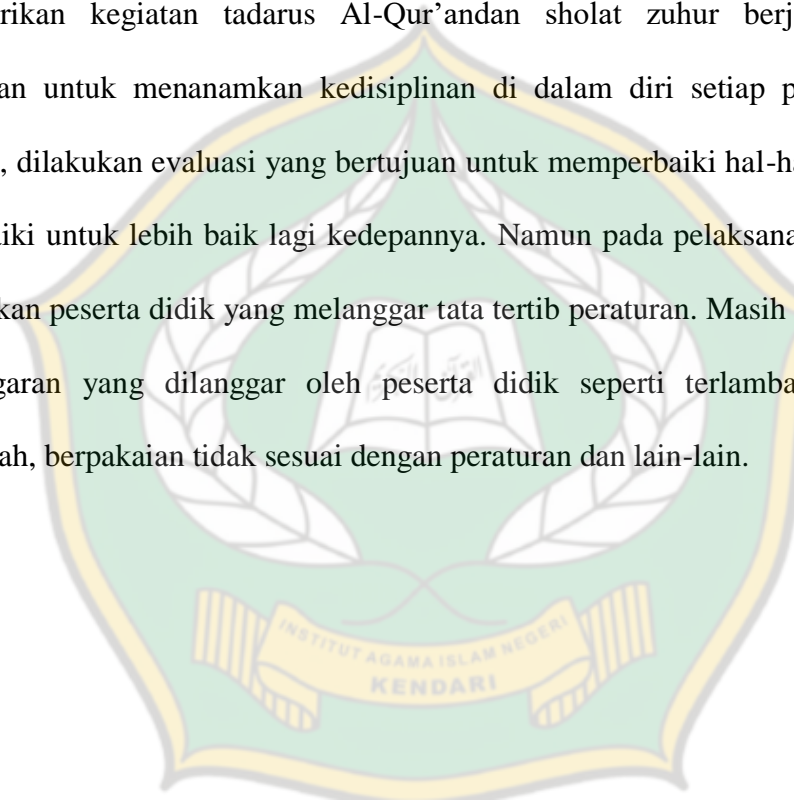 rikan kegiatan tadarus Al-Qur’andan sholat zuhur berj
an untuk menanamkan kedisiplinan di dalam diri setiap p
, dilakukan evaluasi yang bertujuan untuk memperbaiki hal-h
iki untuk lebih baik lagi kedepannya. Namun pada pelaksana
kan peserta didik yang melanggar tata tertib peraturan. Masih
garan yang dilanggar oleh peserta didik seperti terlamba
ah, berpakaian tidak sesuai dengan peraturan dan lain-lain.
INSTITUT AGAMA ISLAM NEGERI
KENDARI